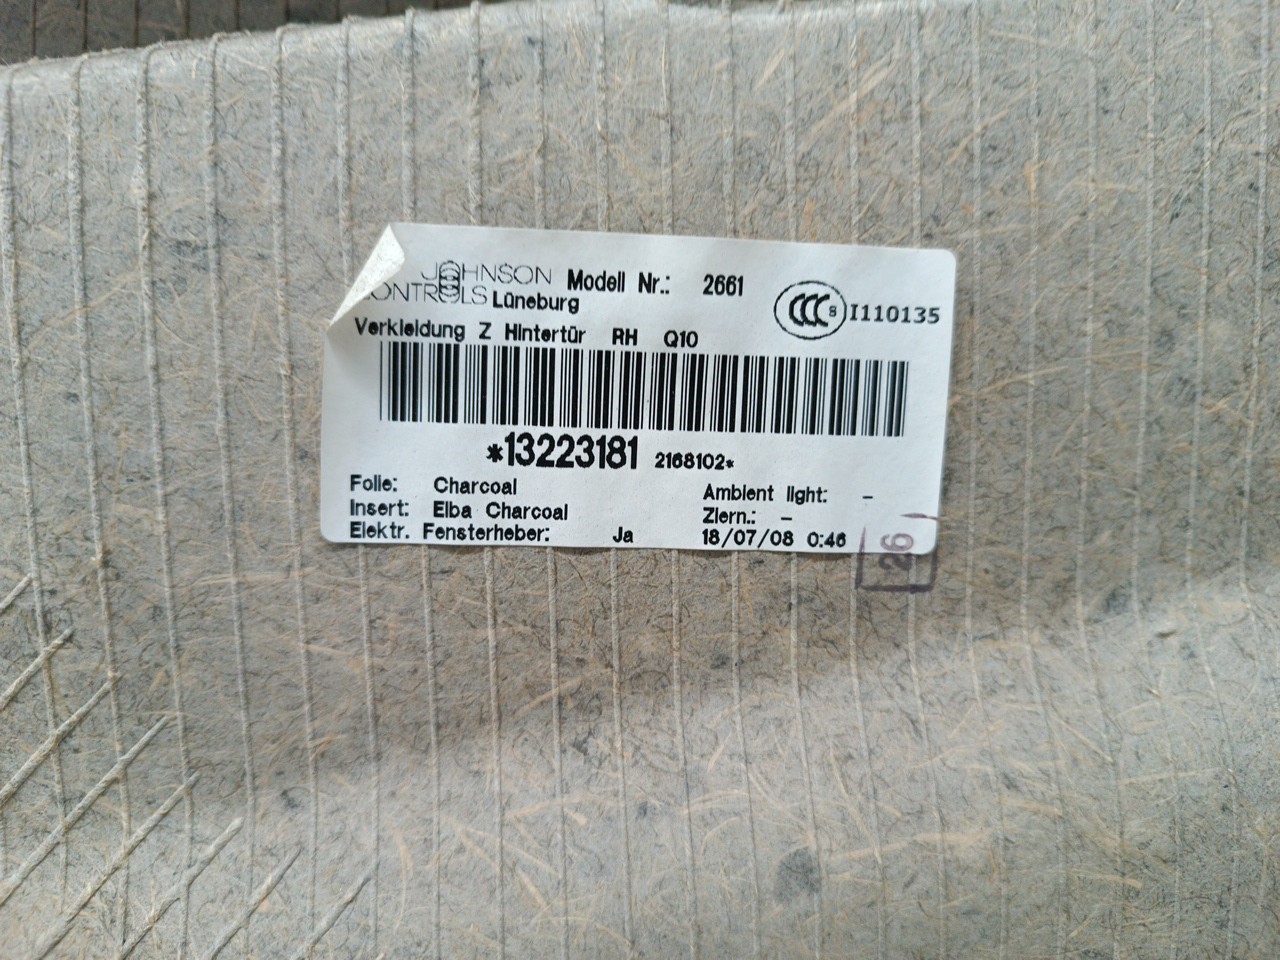 JOHNSON
CONTROLS Lüneburg Modell Nr.: 2661
CCC S I110135
Verkleidung Z Hintertür RH Q10
*13223181 2168102*
Folie: Charcoal Ambient light: -
Insert: Elba Charcoal Ziern.: -
Elektr. Fensterheber: Ja 18/07/08 0:46
26